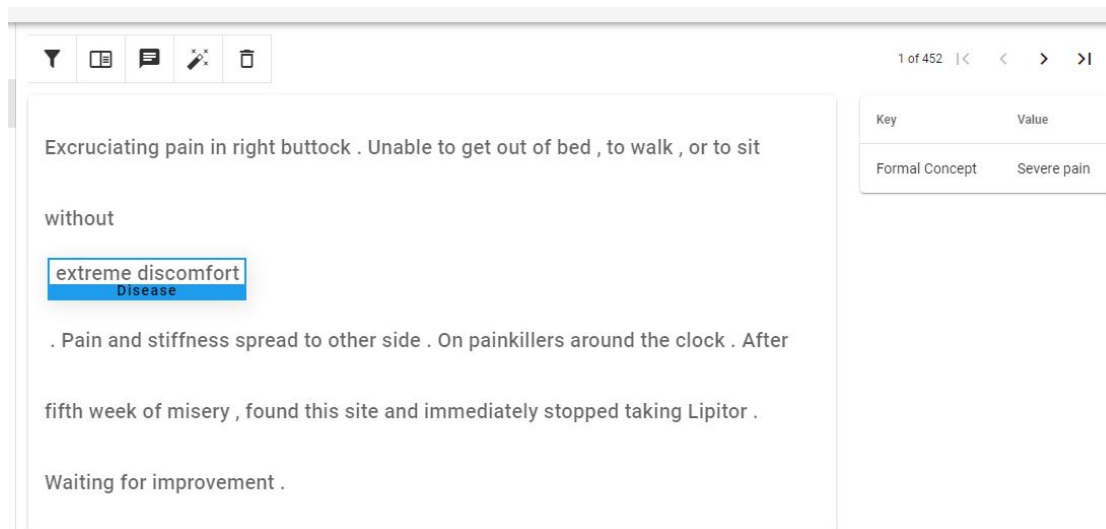 1 of 452
Key Value
Formal Concept Severe pain
Excruciating pain in right buttock . Unable to get out of bed , to walk , or to sit
without
extreme discomfort
Disease
. Pain and stiffness spread to other side . On painkillers around the clock . After
fifth week of misery , found this site and immediately stopped taking Lipitor .
Waiting for improvement .